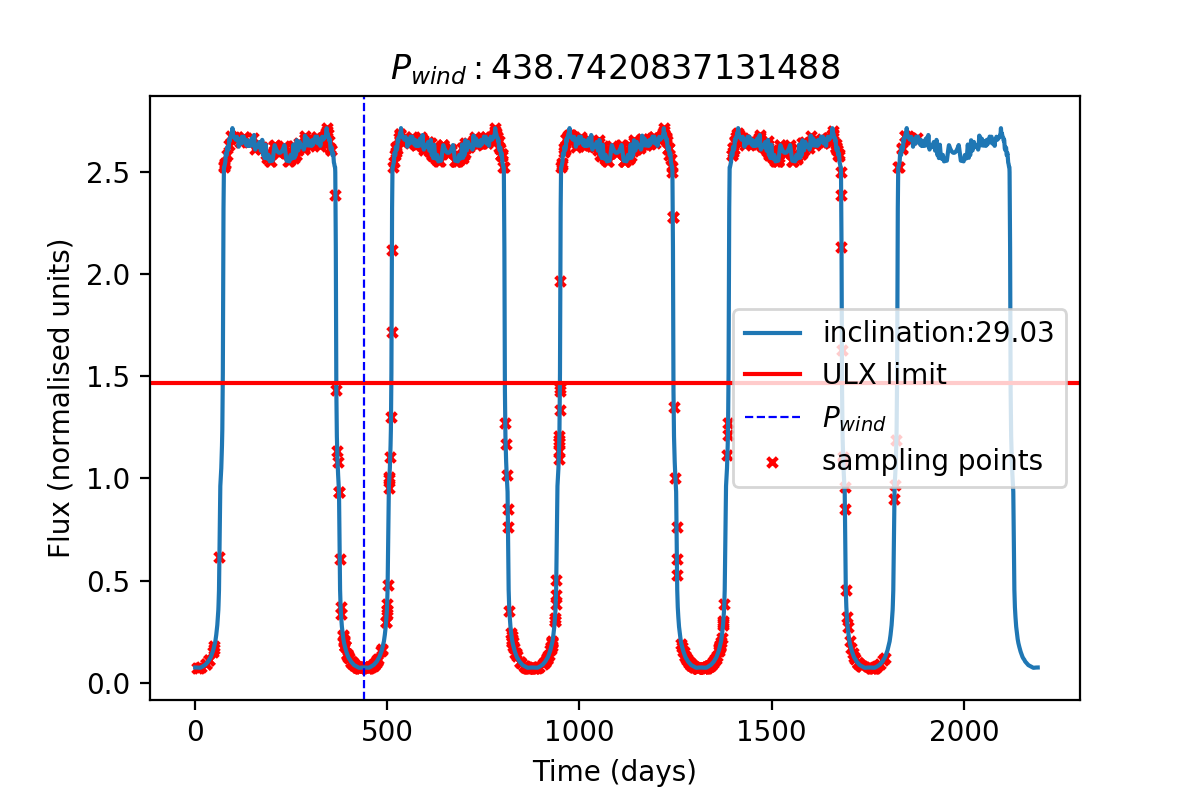 P_wind : 438.7420837131488
Flux (normalised units)
2.5
2.0
1.5
1.0
0.5
0.0
inclination:29.03
ULX limit
P_wind
sampling points
0 500 1000 1500 2000
Time (days)